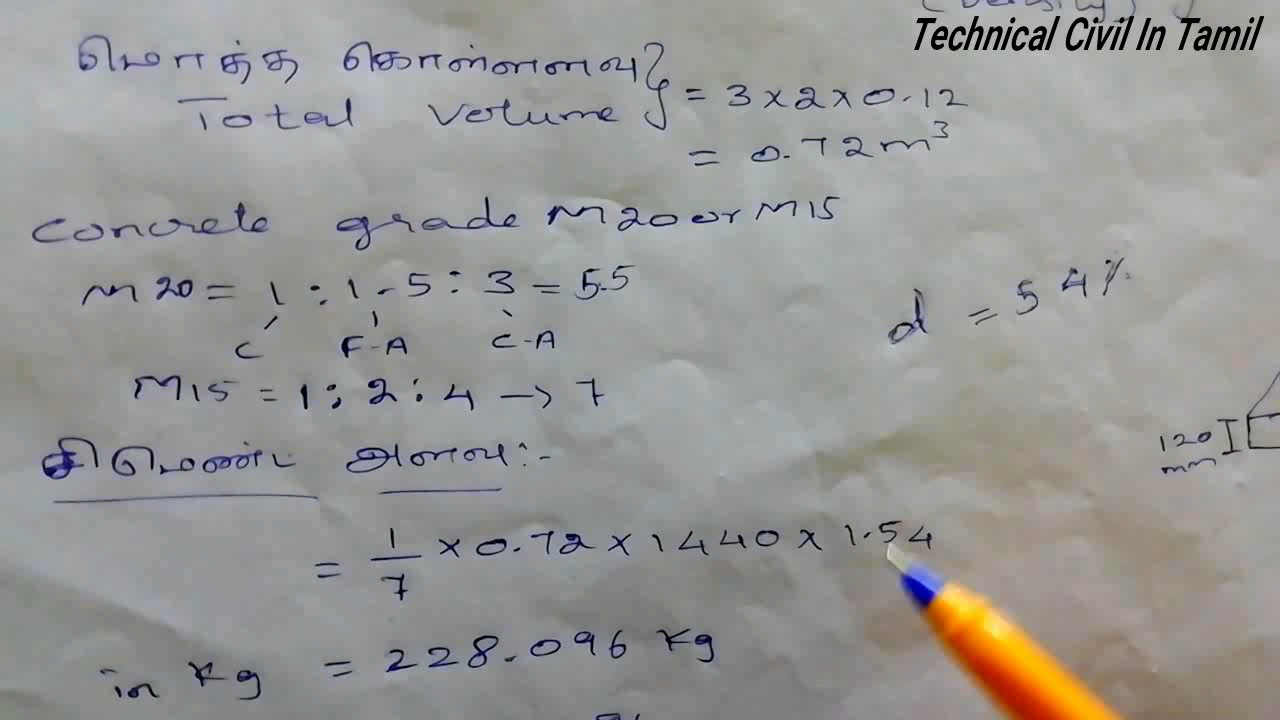 Technical Civil In Tamil
மொத்த கொள்ளளவு } = 3 x 2 x 0.12
Total Volume
= 0.72 m³
Concrete grade M20 or M15
M20 = 1 : 1.5 : 3 = 5.5
C F-A C-A
d = 54%
M15 = 1 : 2 : 4 → 7
120 mm
சிமெண்ட் அளவு :-
= 1/7 x 0.72 x 1440 x 1.54
in Kg = 228.096 Kg